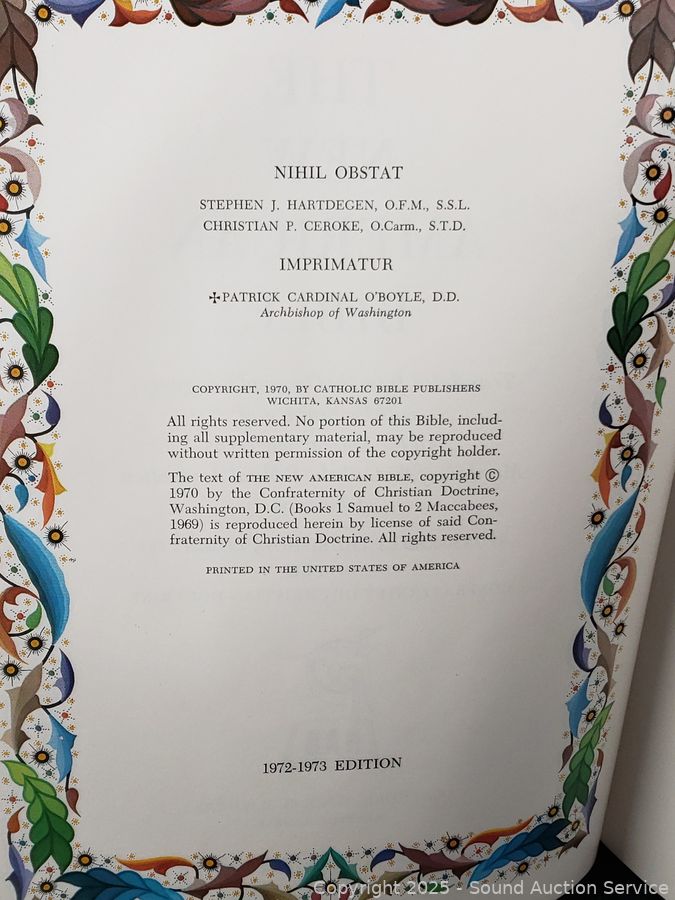 NIHIL OBSTAT
STEPHEN J. HARTDEGEN, O.F.M., S.S.L.
CHRISTIAN P. CEROKE, O.Carm., S.T.D.
IMPRIMATUR
✠PATRICK CARDINAL O'BOYLE, D.D.
Archbishop of Washington
COPYRIGHT, 1970, BY CATHOLIC BIBLE PUBLISHERS
WICHITA, KANSAS 67201
All rights reserved. No portion of this Bible, includ-
ing all supplementary material, may be reproduced
without written permission of the copyright holder.
The text of THE NEW AMERICAN BIBLE, copyright ©
1970 by the Confraternity of Christian Doctrine,
Washington, D.C. (Books 1 Samuel to 2 Maccabees,
1969) is reproduced herein by license of said Con-
fraternity of Christian Doctrine. All rights reserved.
PRINTED IN THE UNITED STATES OF AMERICA
1972-1973 EDITION
Copyright 2025 - Sound Auction Service